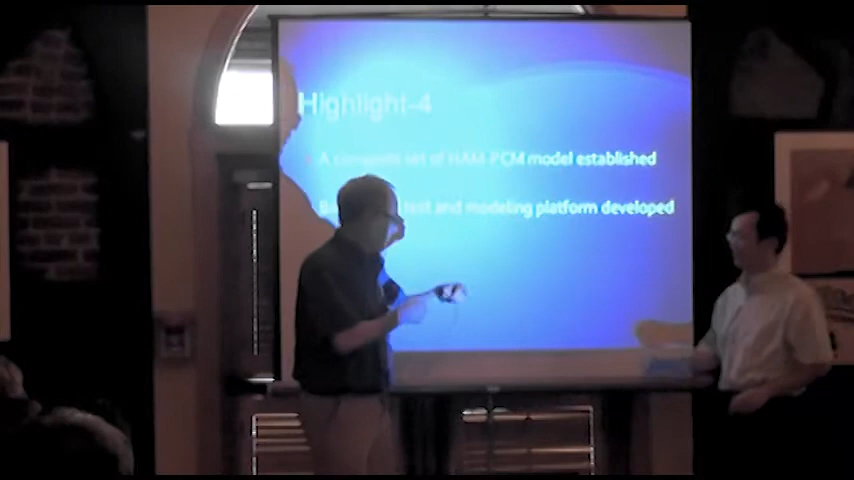 Highlight-4
A complete set of HAM-PCM model established
test and modeling platform developed